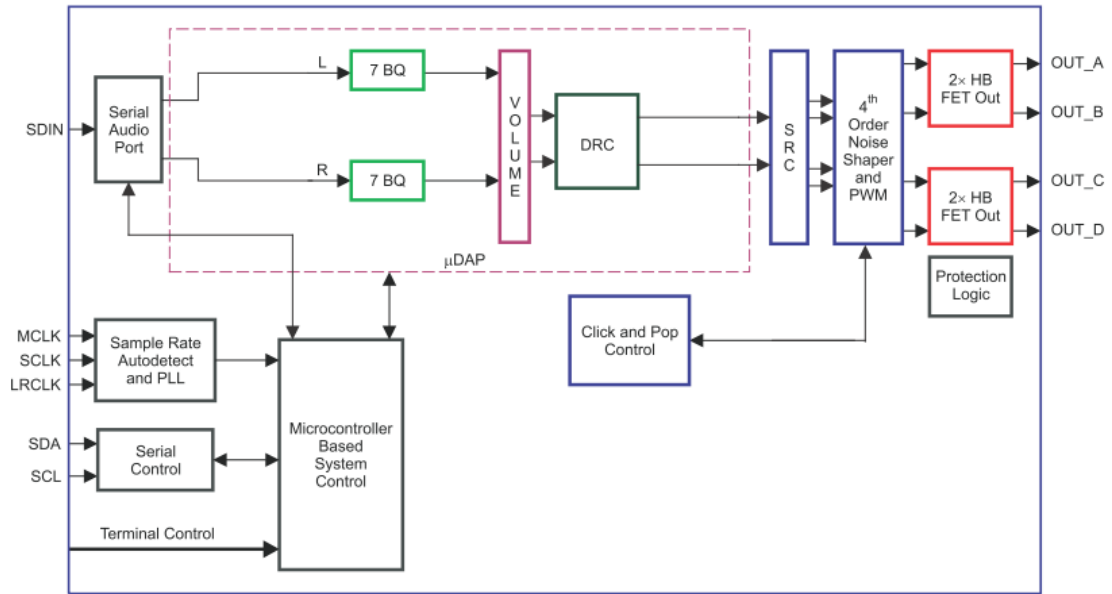 SDIN
Serial
Audio
Port
L
7 BQ
R
7 BQ
V
O
L
U
M
E
DRC
μDAP
S
R
C
4th
Order
Noise
Shaper
and
PWM
2× HB
FET Out
OUT_A
OUT_B
2× HB
FET Out
OUT_C
OUT_D
Protection
Logic
Click and Pop
Control
MCLK
SCLK
LRCLK
Sample Rate
Autodetect
and PLL
SDA
SCL
Serial
Control
Microcontroller
Based
System
Control
Terminal Control